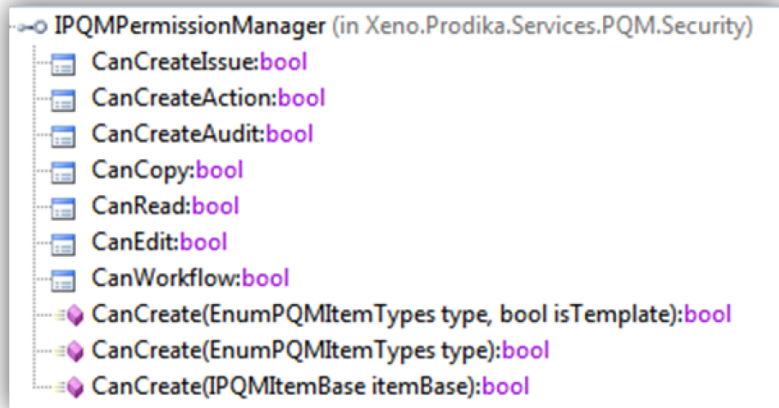 IPQMPermissionManager (in Xeno.Prodika.Services.PQM.Security)
CanCreateIssue:bool
CanCreateAction:bool
CanCreateAudit:bool
CanCopy:bool
CanRead:bool
CanEdit:bool
CanWorkflow:bool
CanCreate(EnumPQMItemTypes type, bool isTemplate):bool
CanCreate(EnumPQMItemTypes type):bool
CanCreate(IPQMItemBase itemBase):bool